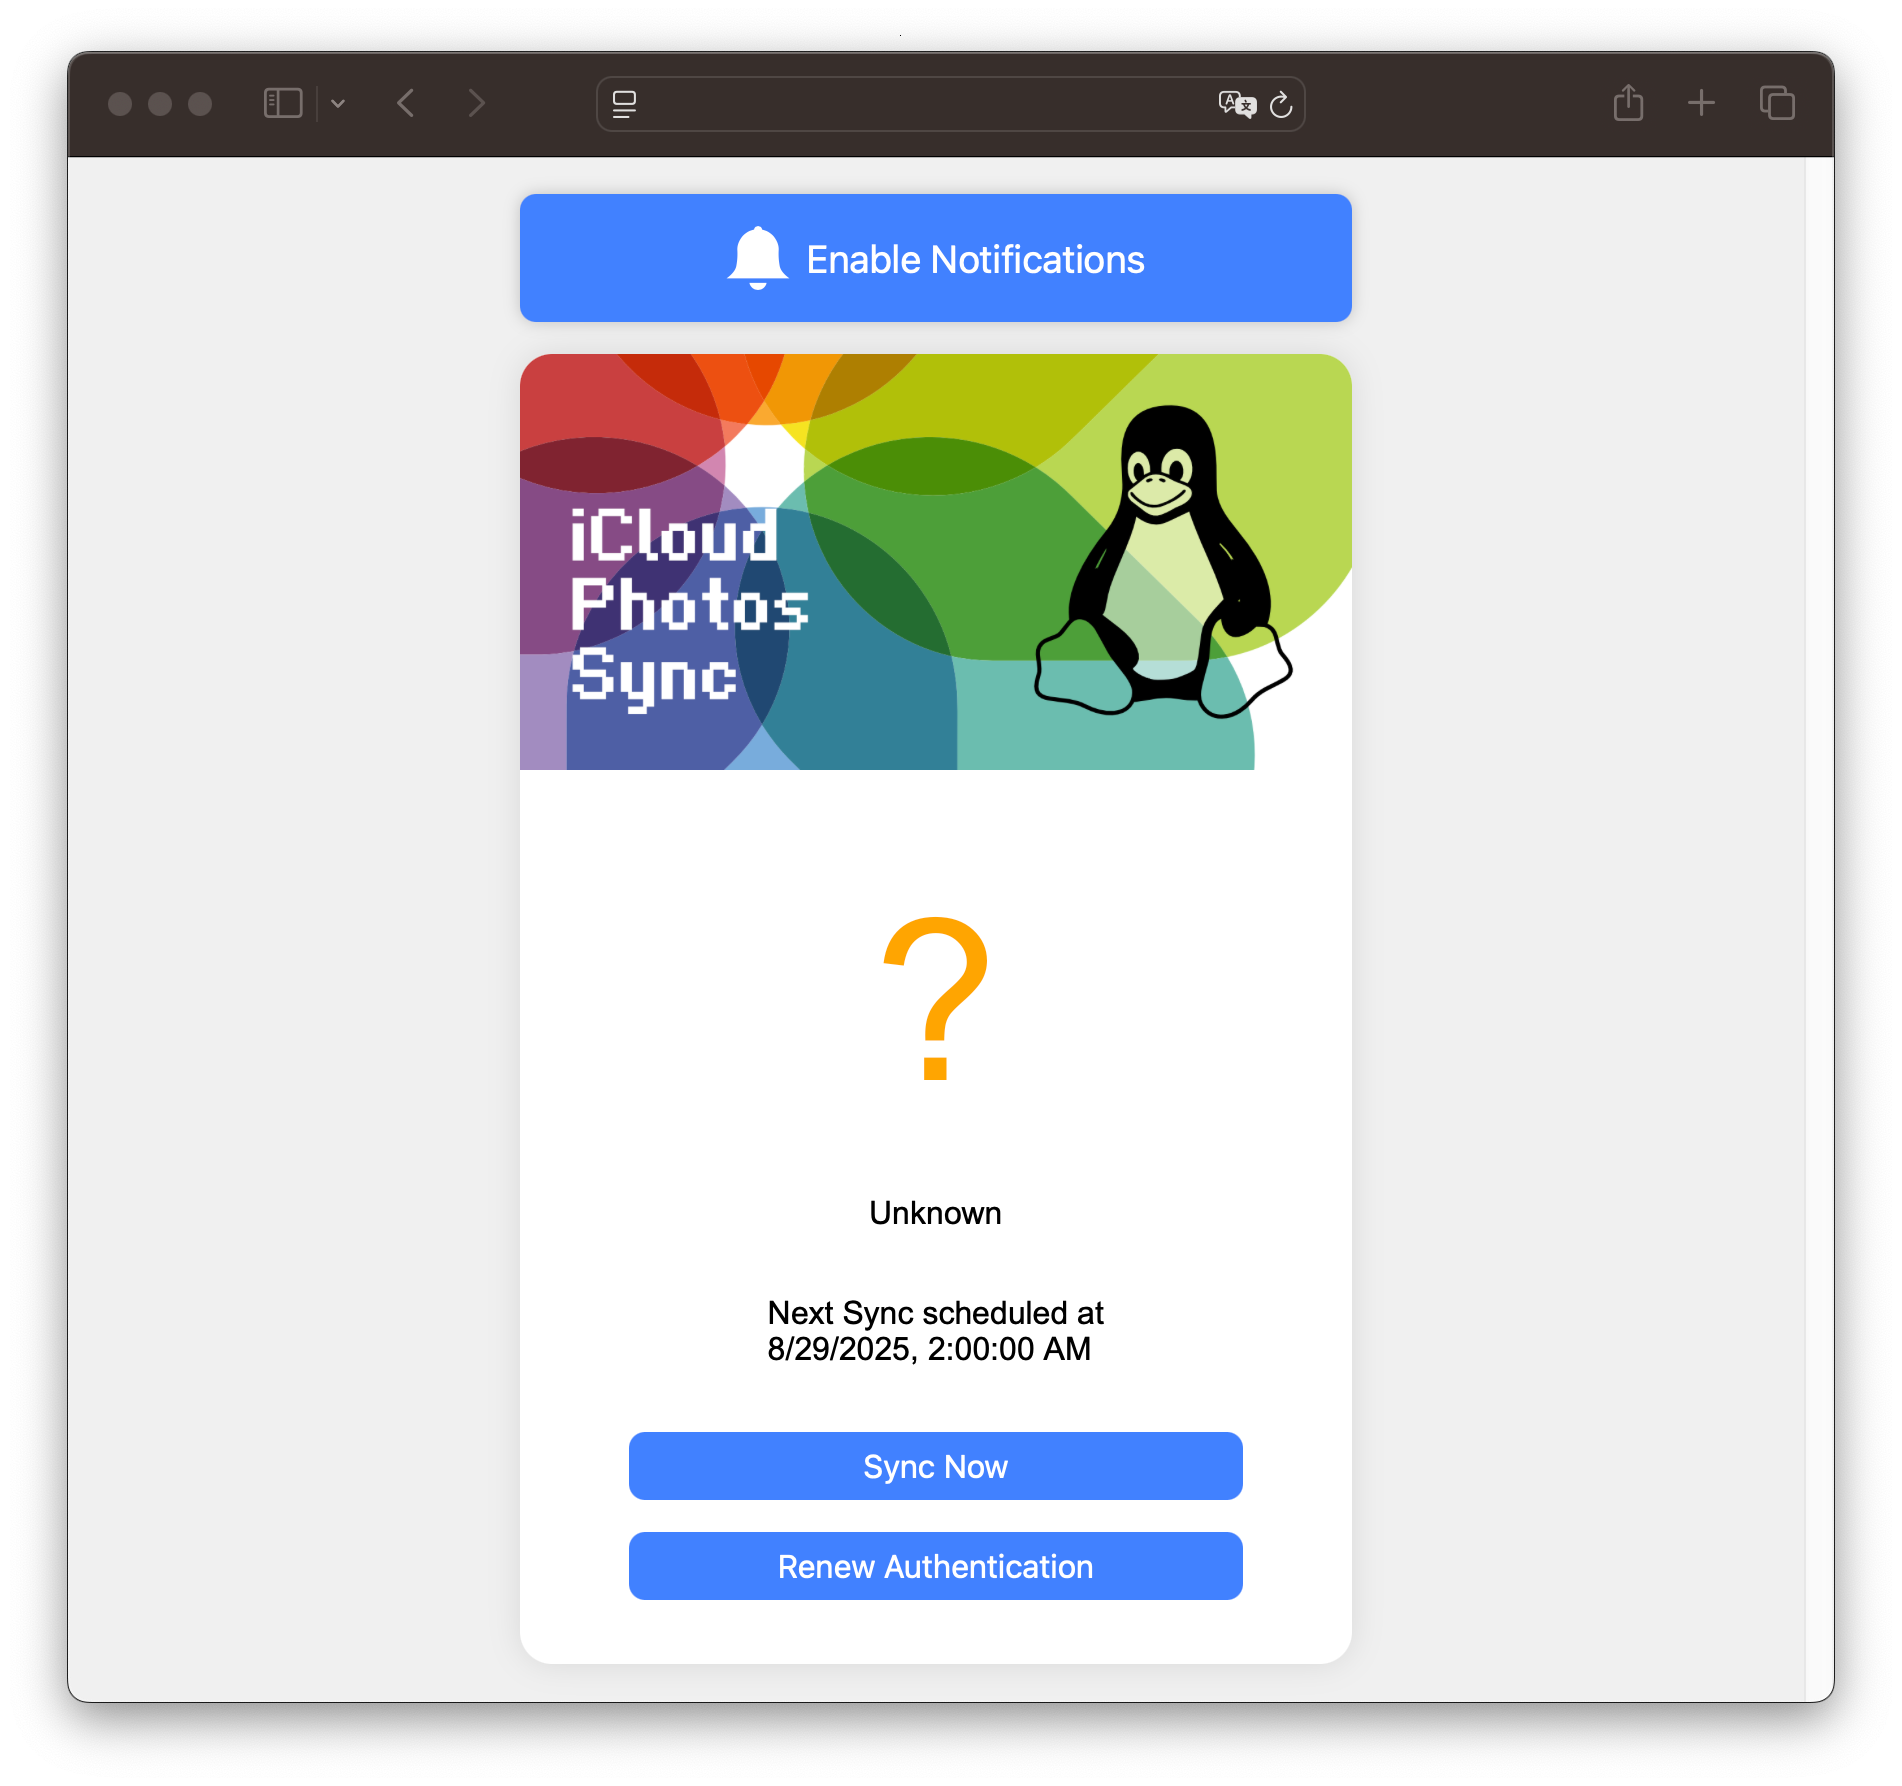 Enable Notifications
iCloud
Photos
Sync
?
Unknown
Next Sync scheduled at
8/29/2025, 2:00:00 AM
Sync Now
Renew Authentication